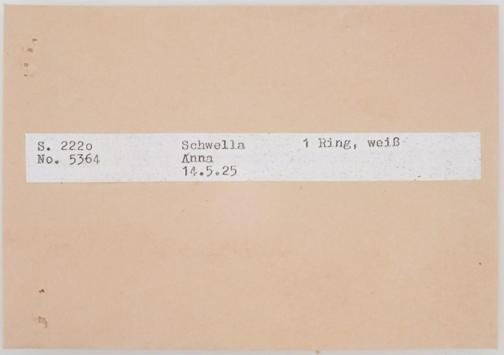 S. 222o Schwella 1 Ring, weiß
No. 5364 Anna
14.5.25